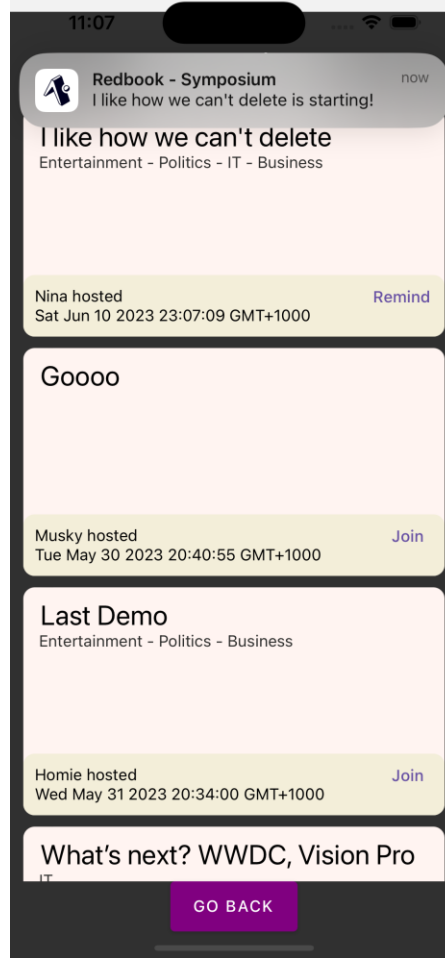 11:07
Redbook - Symposium
now
I like how we can't delete is starting!
I like how we can't delete
Entertainment - Politics - IT - Business
Nina hosted
Remind
Sat Jun 10 2023 23:07:09 GMT+1000
Goooo
Musky hosted
Join
Tue May 30 2023 20:40:55 GMT+1000
Last Demo
Entertainment - Politics - Business
Homie hosted
Join
Wed May 31 2023 20:34:00 GMT+1000
What's next? WWDC, Vision Pro
IT
GO BACK